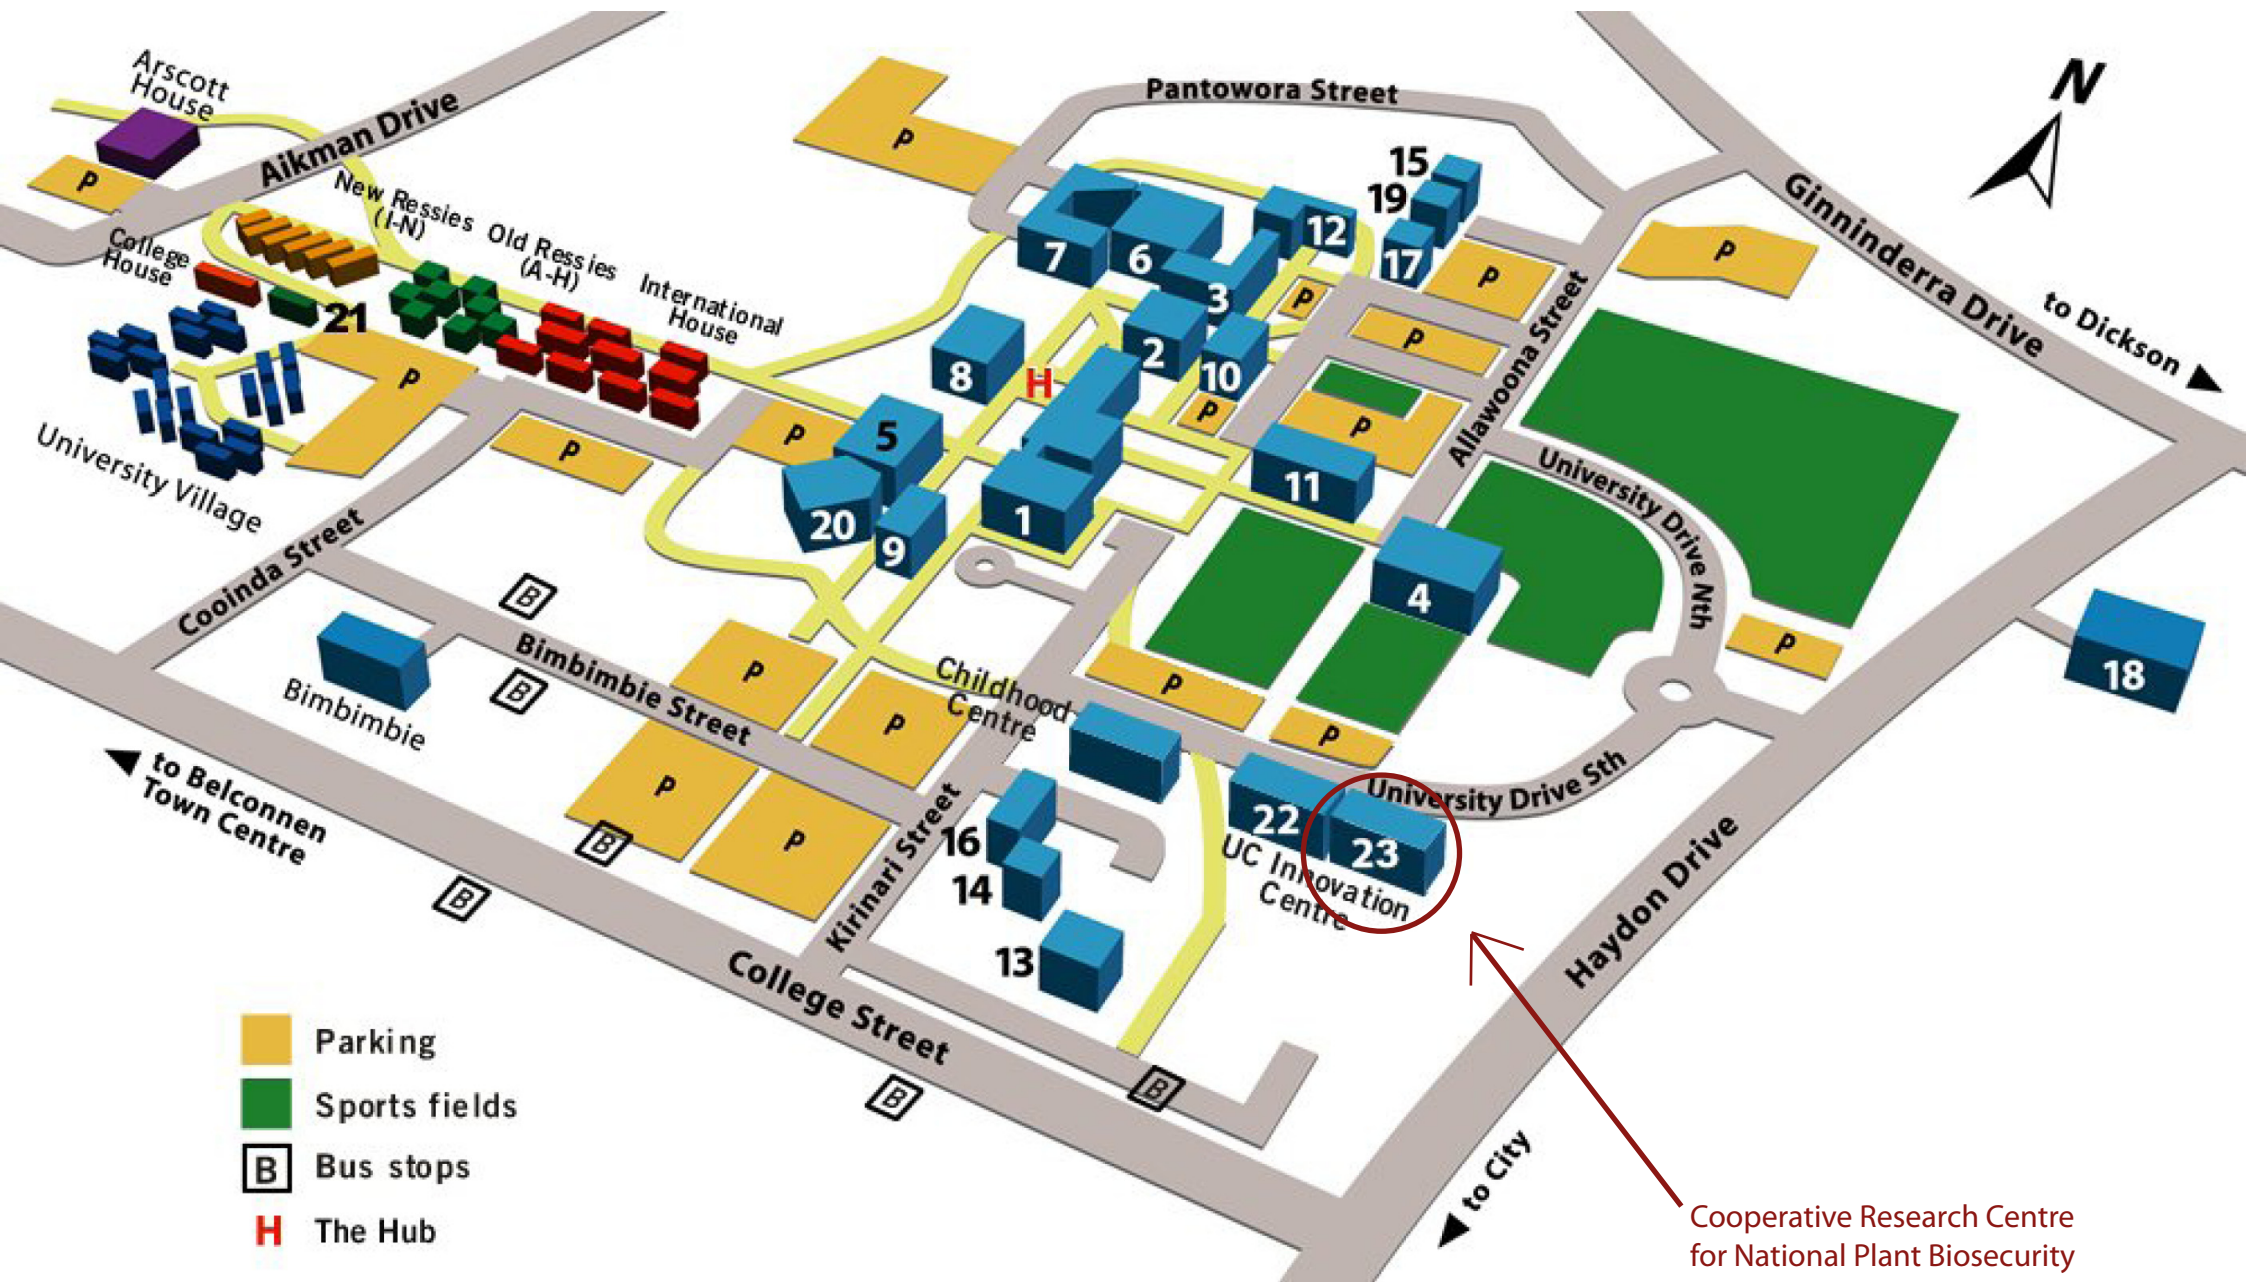 Arscott
House
Aikman Drive
P
P
Pantowora Street
N
Ginninderra Drive
to Dickson
New Ressies
(I-N)
Old Ressies
(A-H)
International
House
College
House
21
P
University Village
P
P
15
19
17
12
7
6
3
2
10
8
H
P
P
P
P
P
P
Allawoona Street
5
20
9
1
11
4
University Drive Nth
P
18
Cooinda Street
B
Bimbimbie
B
Bimbimbie Street
P
P
P
P
B
B
Childhood
Centre
P
P
University Drive Sth
22
23
UC Innovation
Centre
16
14
13
Kirinari Street
to Belconnen
Town Centre
College Street
B
B
Haydon Drive
to City
Parking
Sports fields
B Bus stops
H The Hub
Cooperative Research Centre
for National Plant Biosecurity